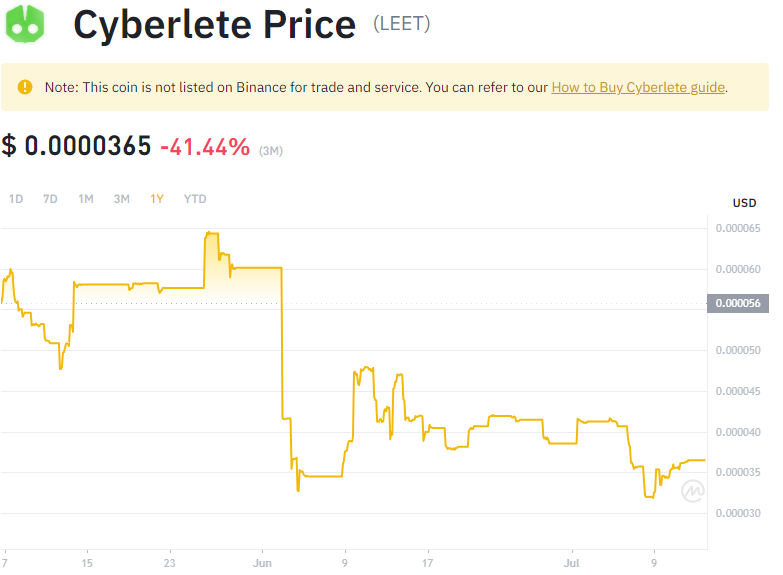 Cyberlete Price (LEET)
Note: This coin is not listed on Binance for trade and service. You can refer to our How to Buy Cyberlete guide.
$ 0.0000365 -41.44% (3M)
1D 7D 1M 3M 1Y YTD
USD
0.000065
0.000060
0.000056
0.000050
0.000045
0.000040
0.000035
0.000030
7 15 23 Jun 9 17 Jul 9